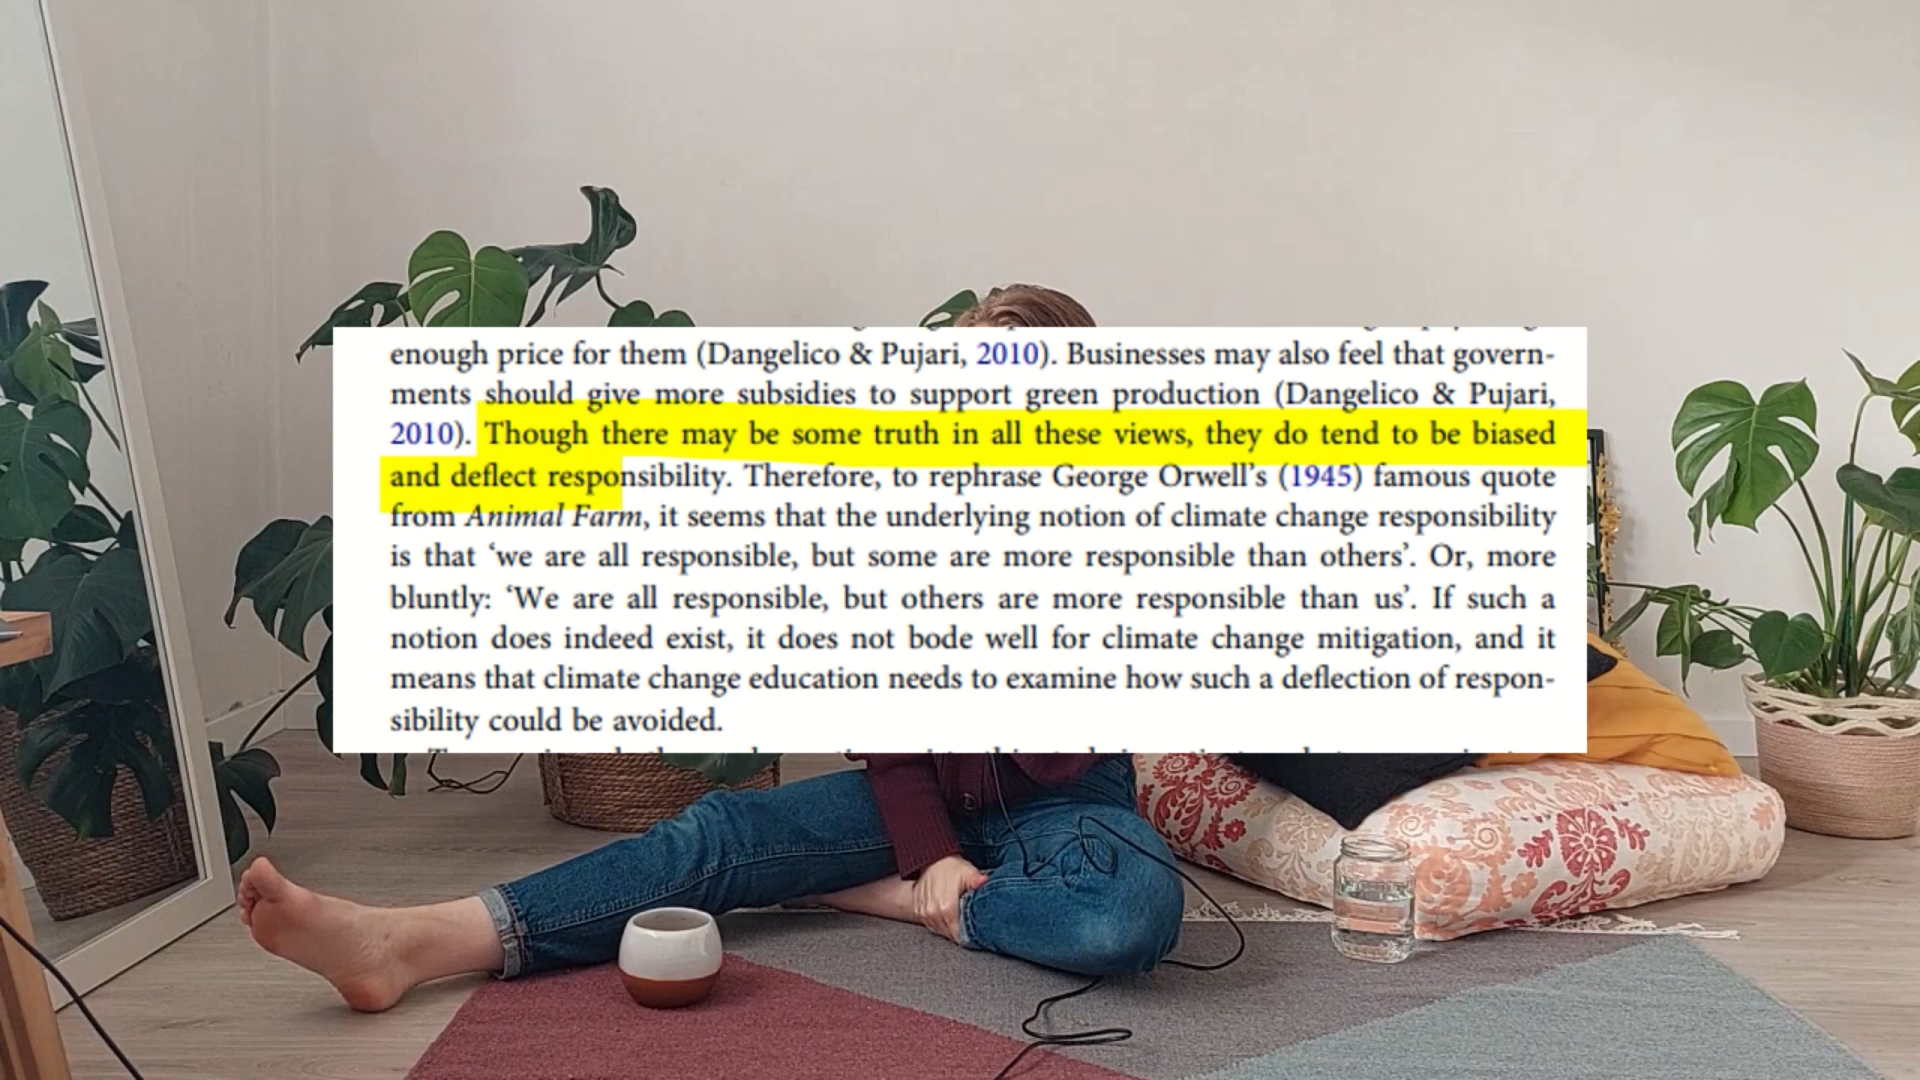 enough price for them (Dangelico & Pujari, 2010). Businesses may also feel that govern-
ments should give more subsidies to support green production (Dangelico & Pujari,
2010). Though there may be some truth in all these views, they do tend to be biased
and deflect responsibility. Therefore, to rephrase George Orwell’s (1945) famous quote
from Animal Farm, it seems that the underlying notion of climate change responsibility
is that ‘we are all responsible, but some are more responsible than others’. Or, more
bluntly: ‘We are all responsible, but others are more responsible than us’. If such a
notion does indeed exist, it does not bode well for climate change mitigation, and it
means that climate change education needs to examine how such a deflection of respon-
sibility could be avoided.